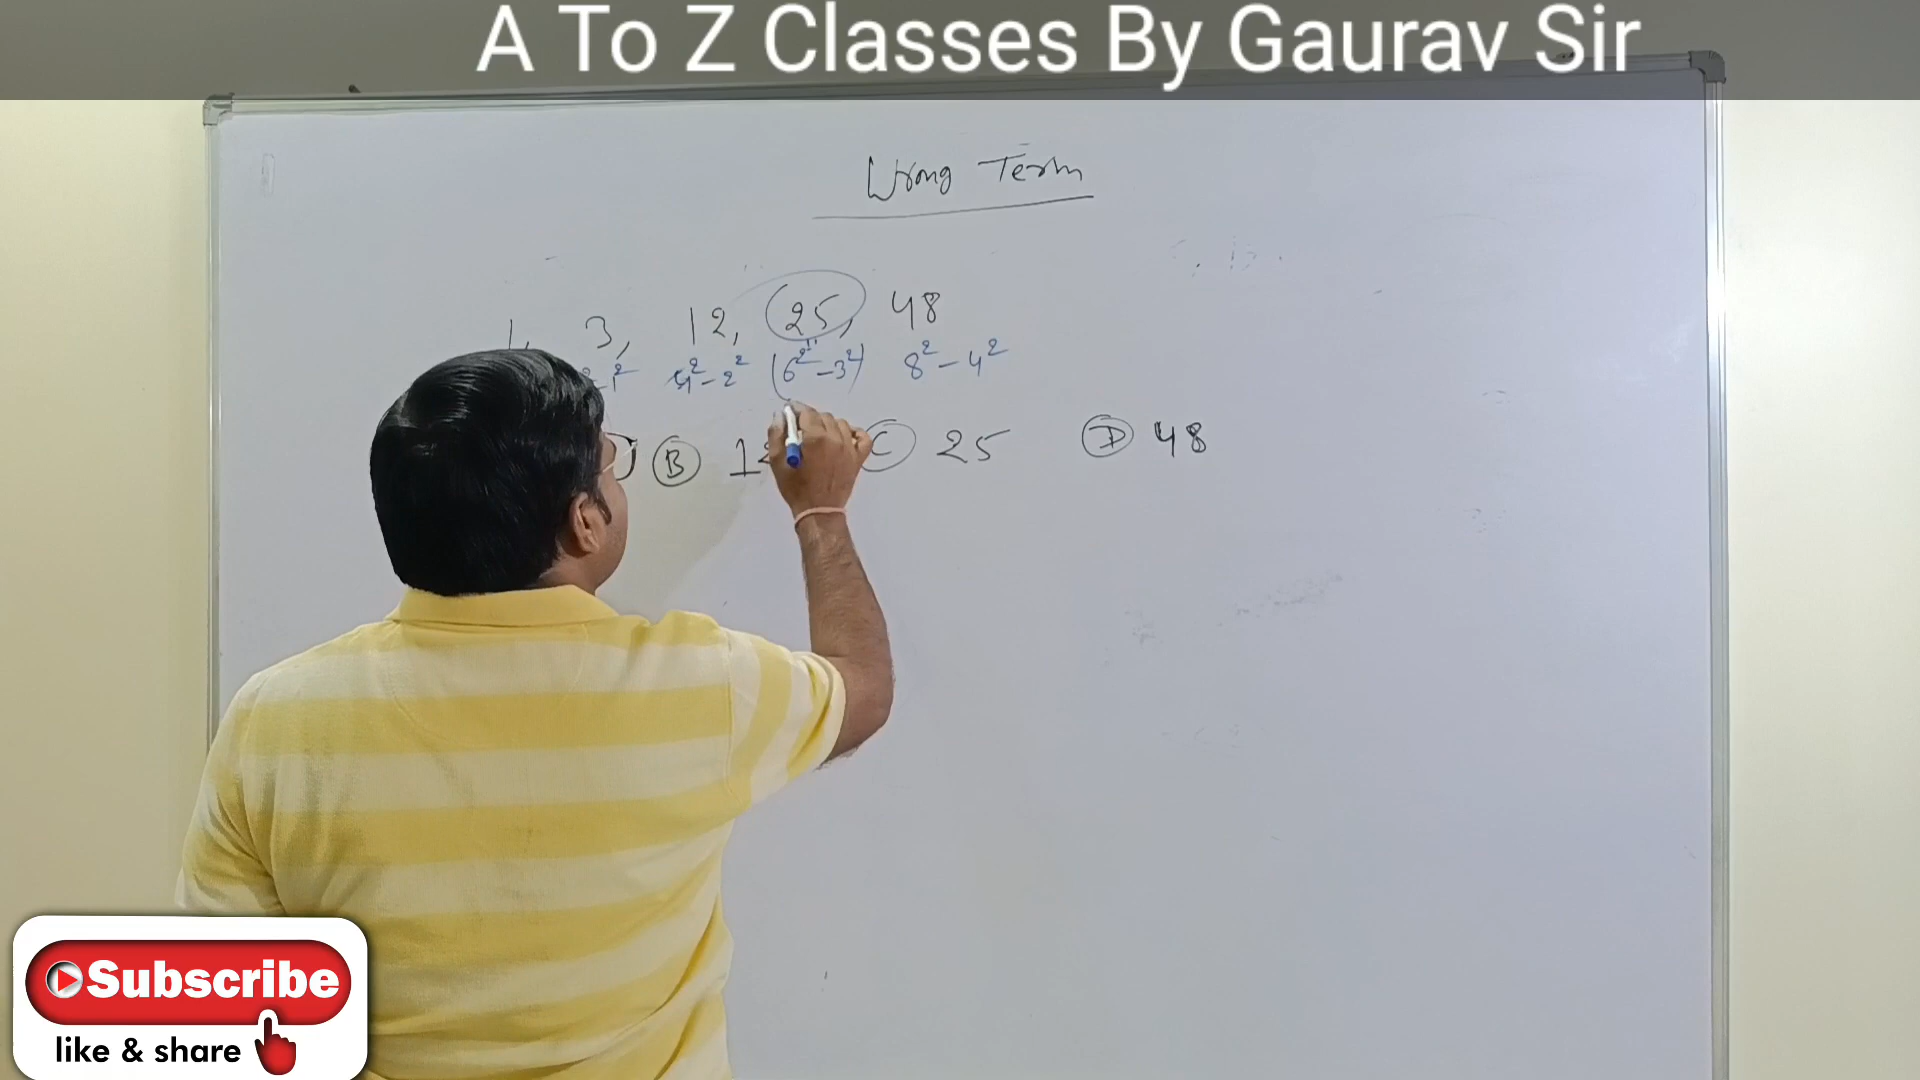 A To Z Classes By Gaurav Sir
Wrong Term
1, 3, 12, 25, 48
1² 4²-2² (6²-3²) 8²-4²
B 12 C 25 D 48
Subscribe
like & share